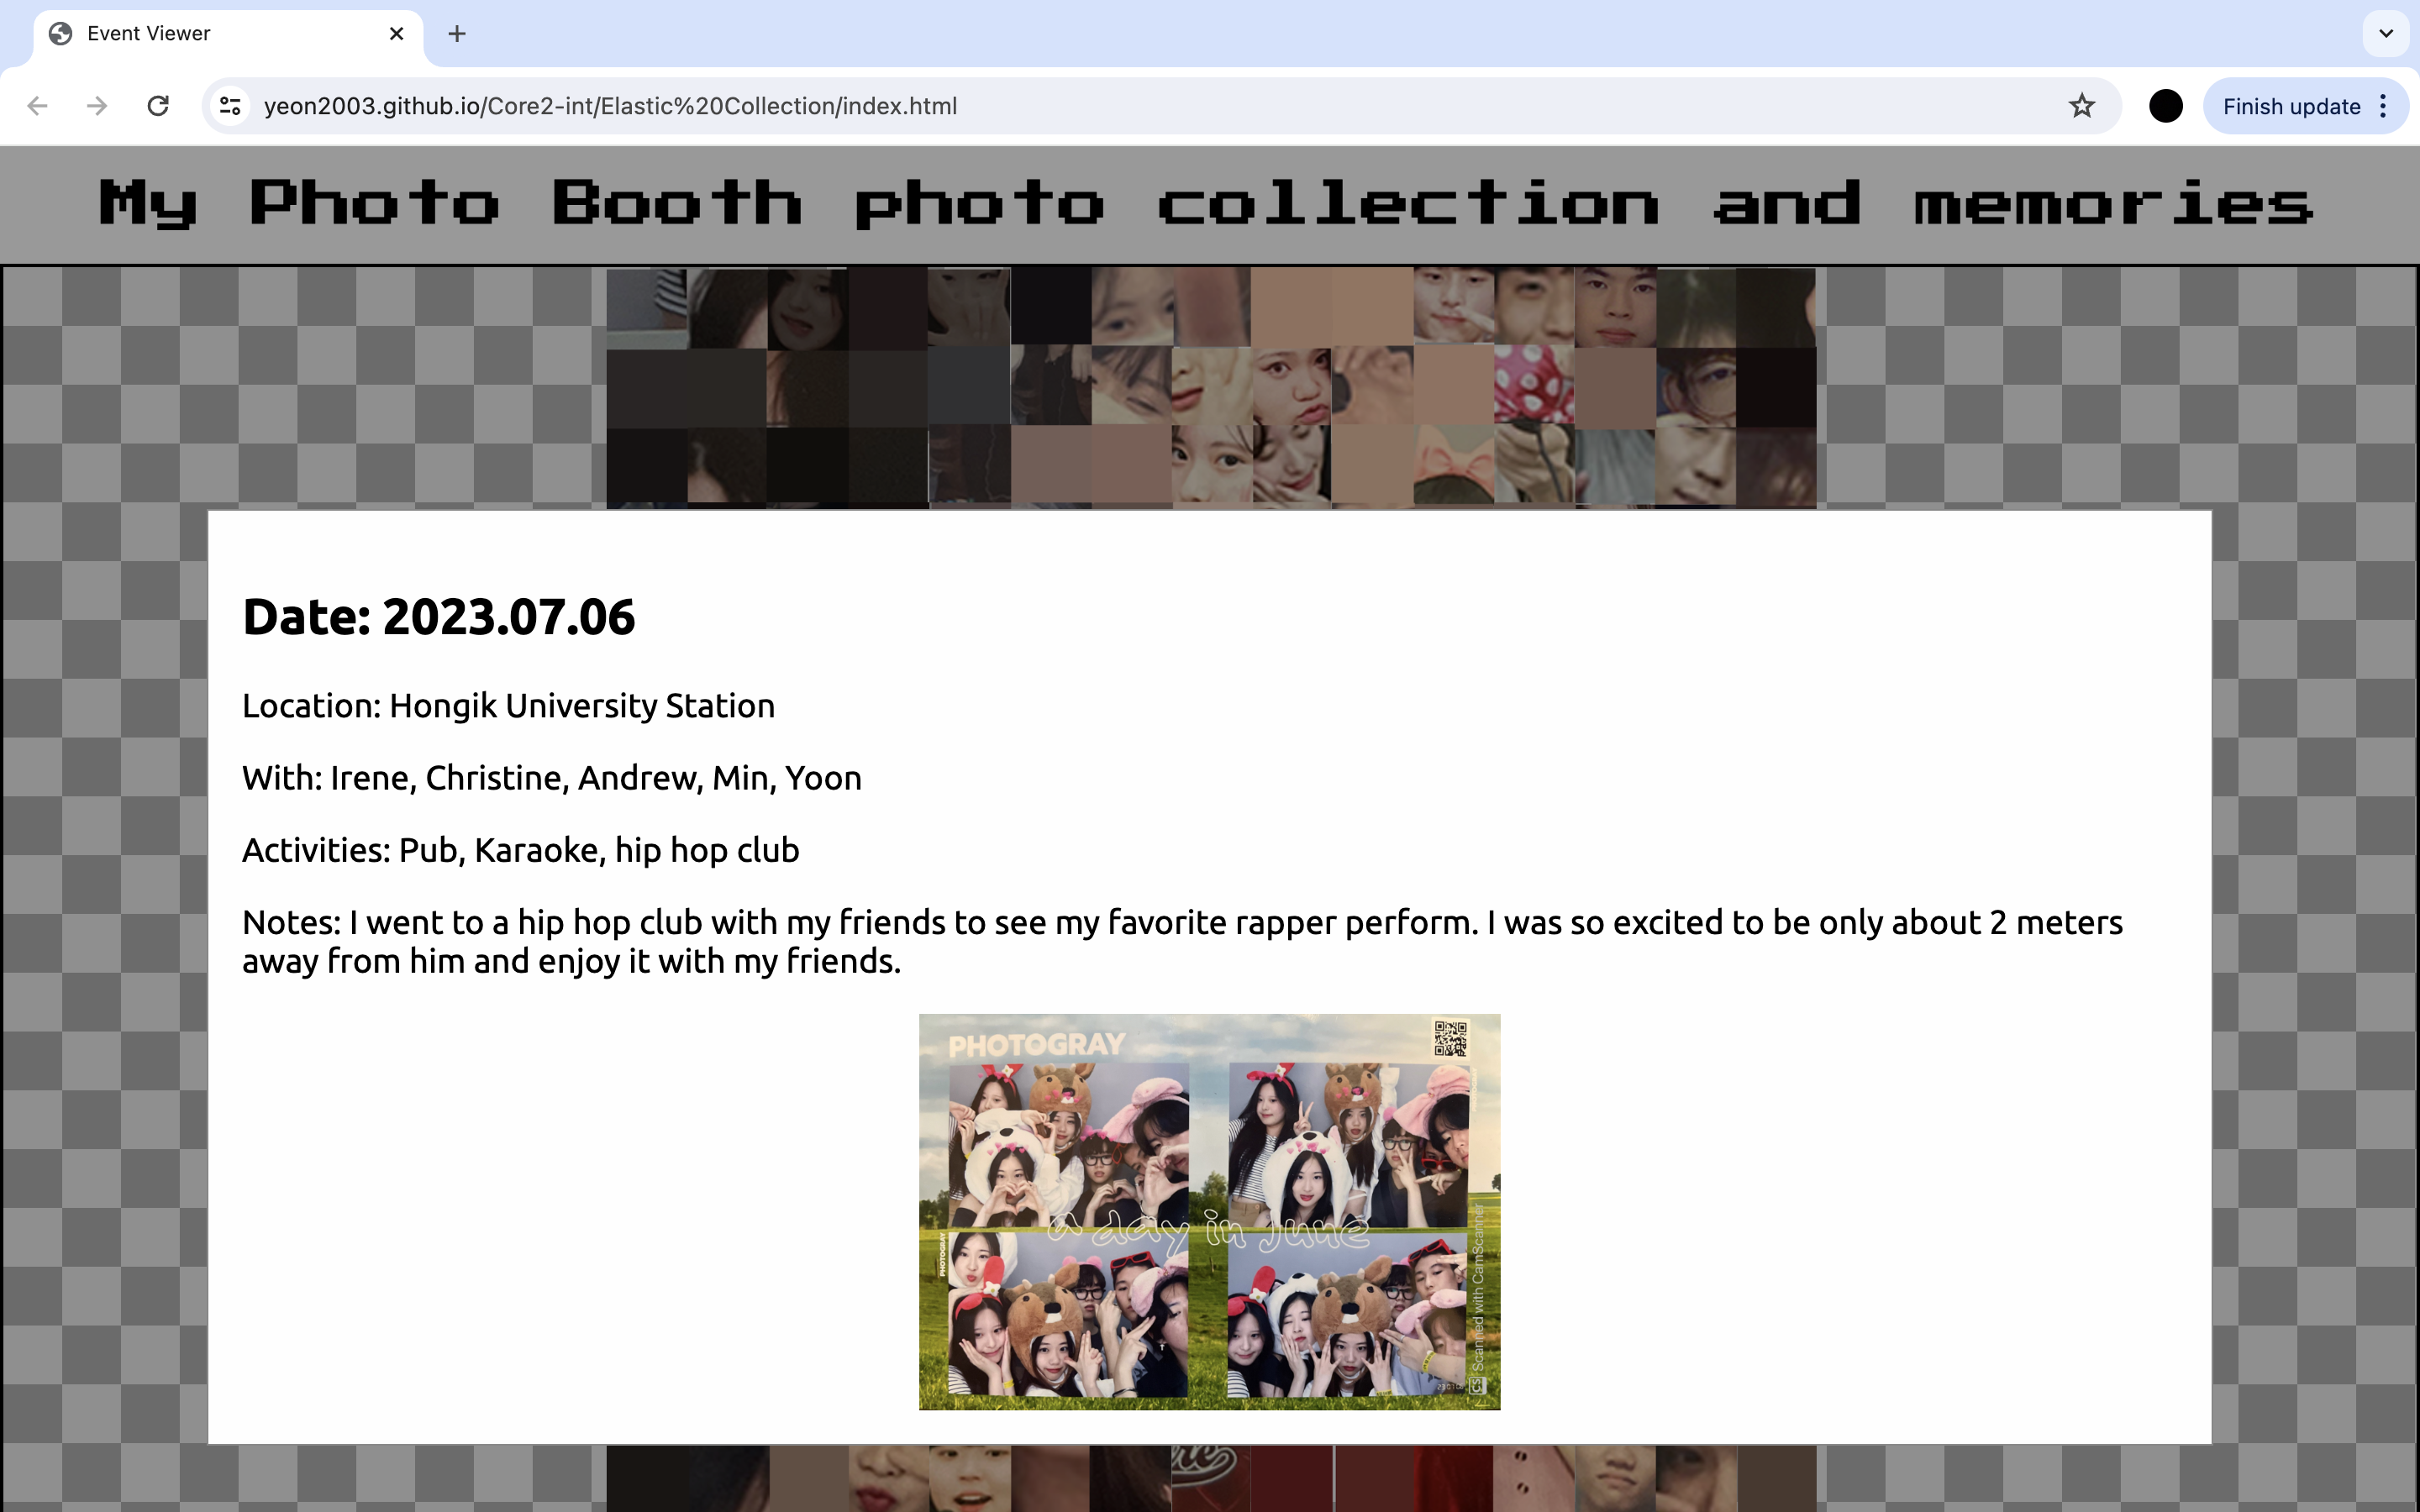 Event Viewer
yeon2003.github.io/Core2-int/Elastic%20Collection/index.html
Finish update
My Photo Booth photo collection and memories
Date: 2023.07.06
Location: Hongik University Station
With: Irene, Christine, Andrew, Min, Yoon
Activities: Pub, Karaoke, hip hop club
Notes: I went to a hip hop club with my friends to see my favorite rapper perform. I was so excited to be only about 2 meters
away from him and enjoy it with my friends.
PHOTOGRAY
a day in june
PHOTOGRAY
CS Scanned with CamScanner